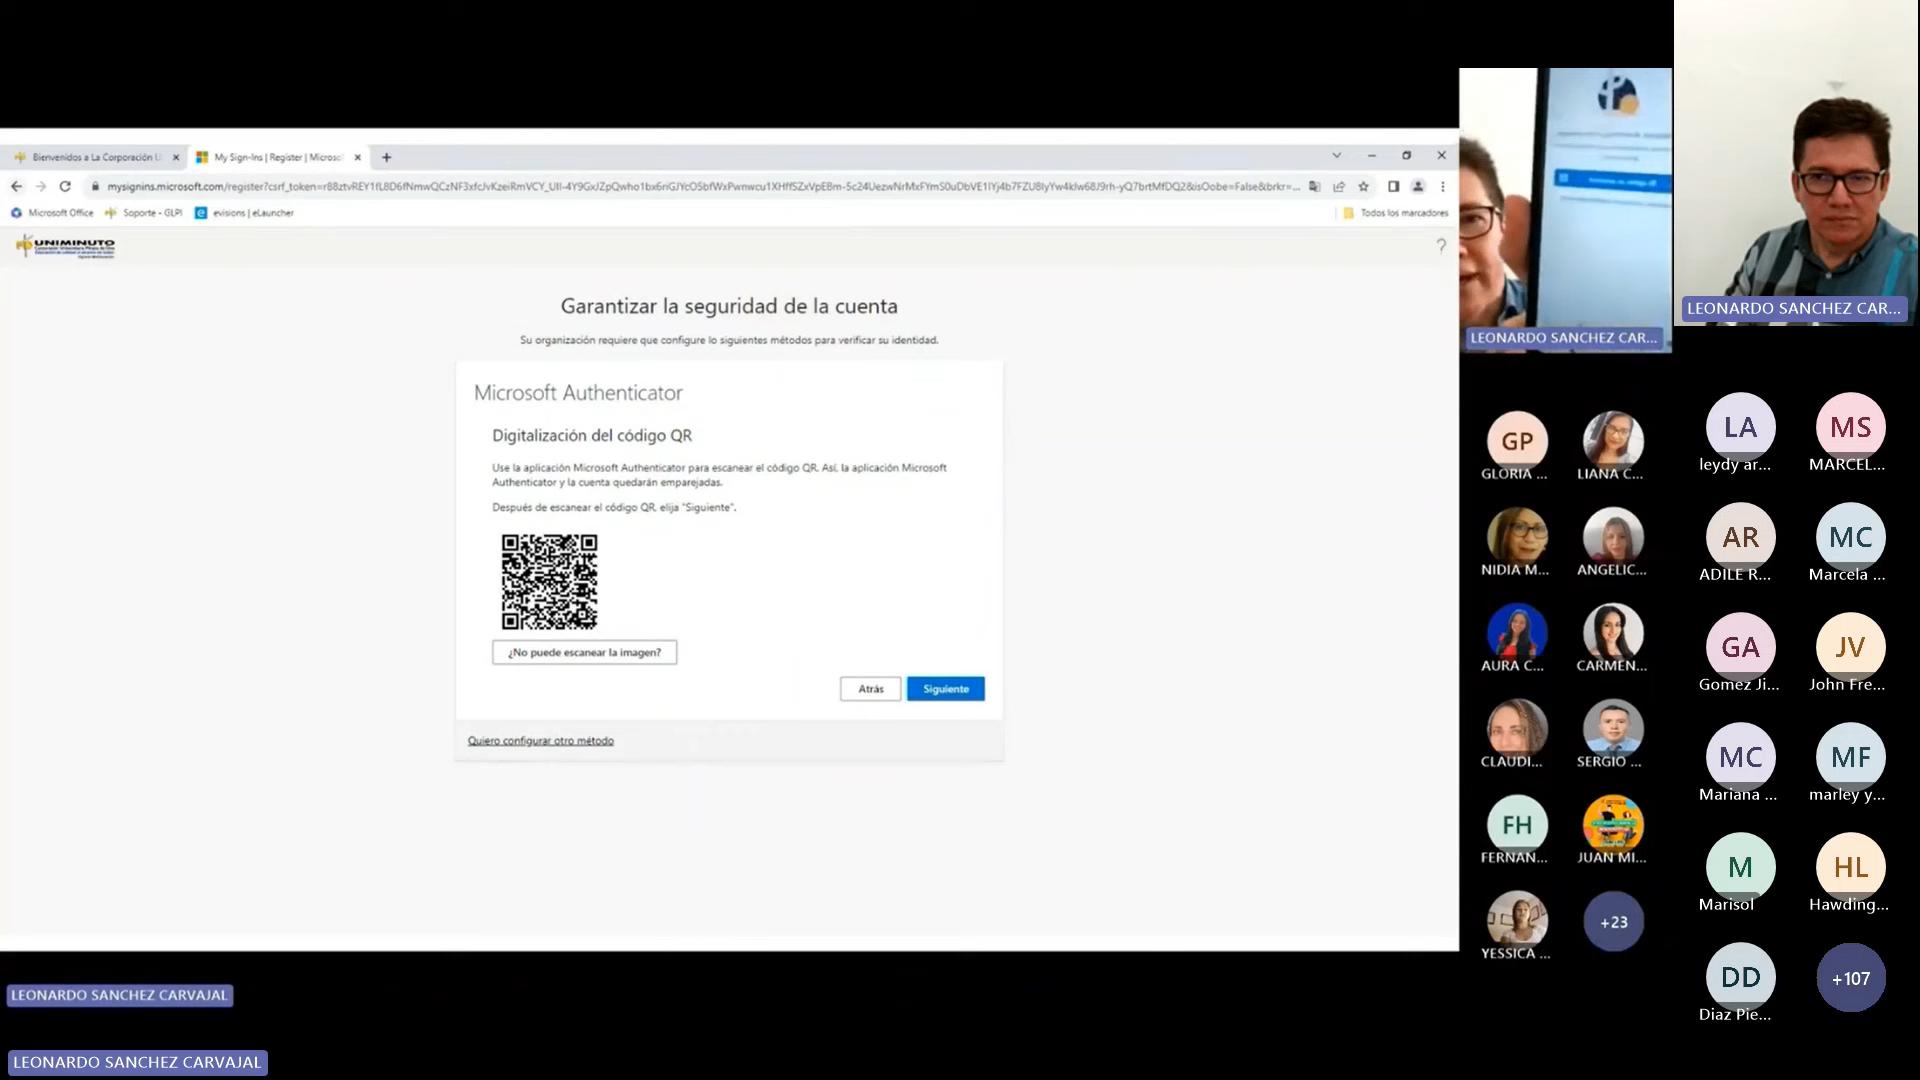 Bienvenidos a La Corporación U
My Sign-Ins | Register | Microso
Microsoft Office
Soporte - GLPI
evisions | eLauncher
Todos los marcadores
UNIMINUTO
?
Garantizar la seguridad de la cuenta
Su organización requiere que configure lo siguientes métodos para verificar su identidad.
Microsoft Authenticator
Digitalización del código QR
Use la aplicación Microsoft Authenticator para escanear el código QR. Así, la aplicación Microsoft
Authenticator y la cuenta quedarán emparejadas.
Después de escanear el código QR, elija "Siguiente".
¿No puede escanear la imagen?
Atrás
Siguiente
Quiero configurar otro método
LEONARDO SANCHEZ CARVAJAL
LEONARDO SANCHEZ CARVAJAL
LEONARDO SANCHEZ CAR...
LEONARDO SANCHEZ CAR...
GP
GLORIA ...
LIANA C...
NIDIA M...
ANGELIC...
AURA C...
CARMEN...
CLAUDI...
SERGIO ...
FH
FERNAN...
JUAN MI...
YESSICA ...
+23
LA
leydy ar...
MS
MARCEL...
AR
ADILE R...
MC
Marcela ...
GA
Gomez Ji...
JV
John Fre...
MC
Mariana ...
MF
marley y...
M
Marisol
HL
Hawding...
DD
Diaz Pie...
+107